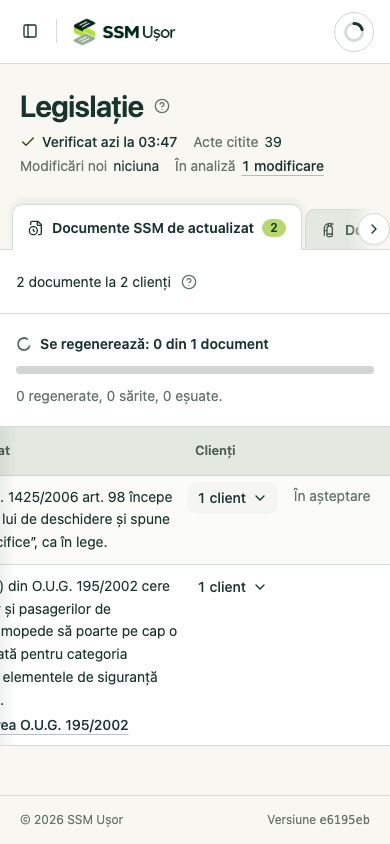 SSM Ușor
Legislație
Verificat azi la 03:47 Acte citite 39
Modificări noi niciuna În analiză 1 modificare
Documente SSM de actualizat 2
2 documente la 2 clienți
Se regenerează: 0 din 1 document
0 regenerate, 0 sărite, 0 eșuate.
at Clienți
. 1425/2006 art. 98 începe 1 client În așteptare
lui de deschidere și spune
cifice”, ca în lege.
) din O.U.G. 195/2002 cere 1 client
și pasagerilor de
mopede să poarte pe cap o
ată pentru categoria
elementele de siguranță
.
rea O.U.G. 195/2002
© 2026 SSM Ușor Versiune e6195eb